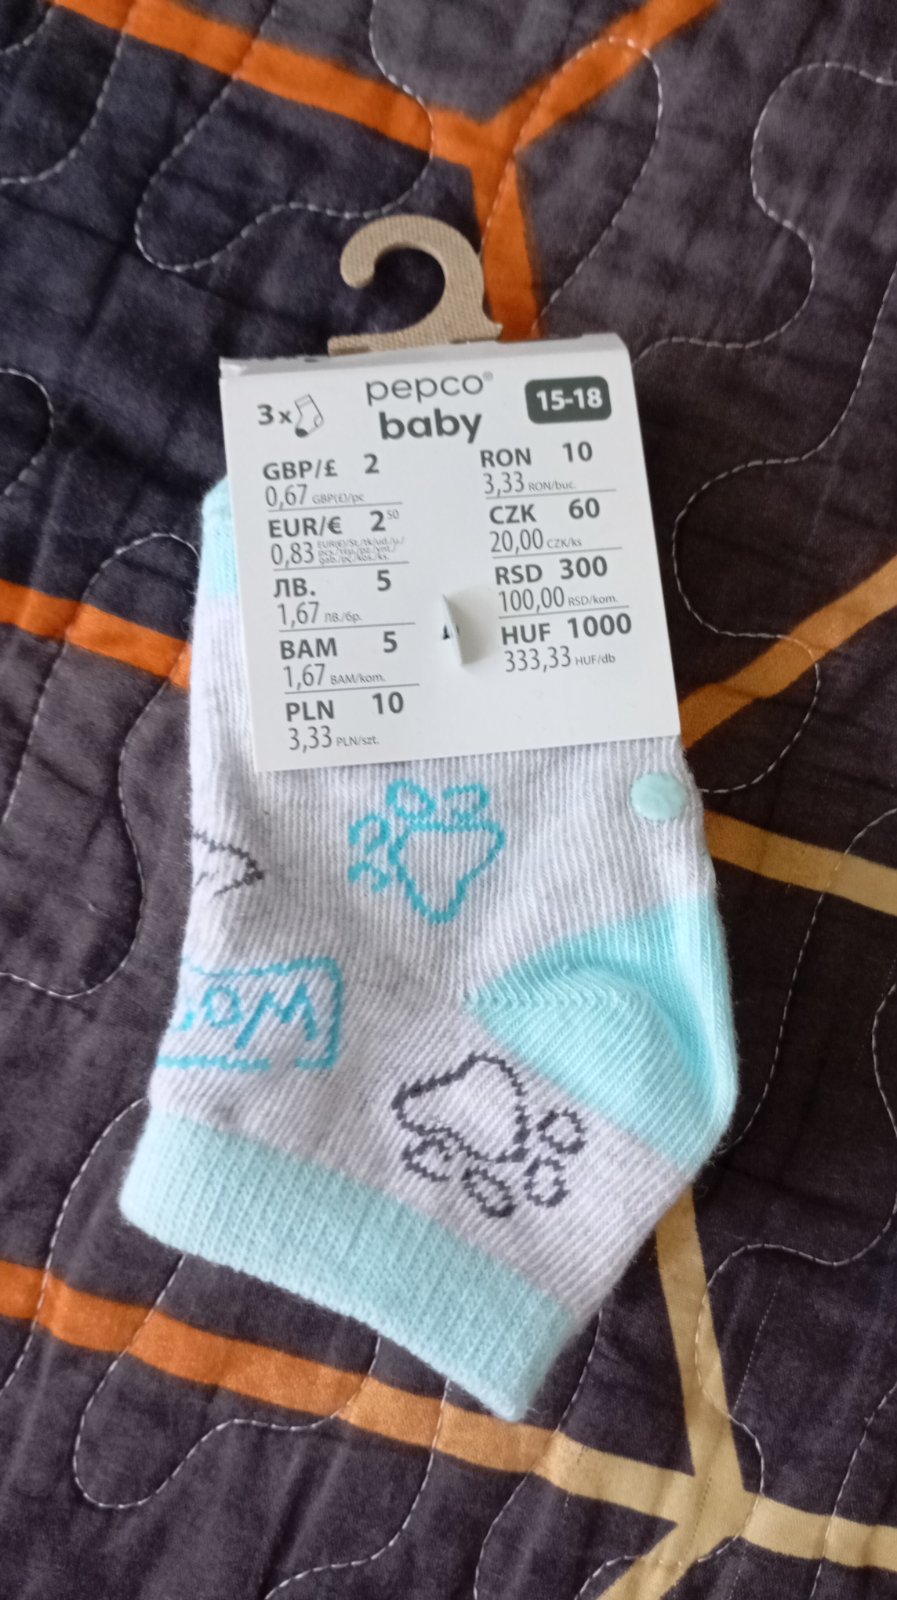 3x
pepco®
baby
15-18
GBP/£ 2
0,67 GBP(£)/pc
EUR/€ 2 50
0,83
ЛВ. 5
1,67 ЛВ./бр.
BAM 5
1,67 BAM/kom.
PLN 10
3,33 PLN/szt.
RON 10
3,33 RON/buc.
CZK 60
20,00 CZK/ks
RSD 300
100,00 RSD/kom.
HUF 1000
333,33 HUF/db